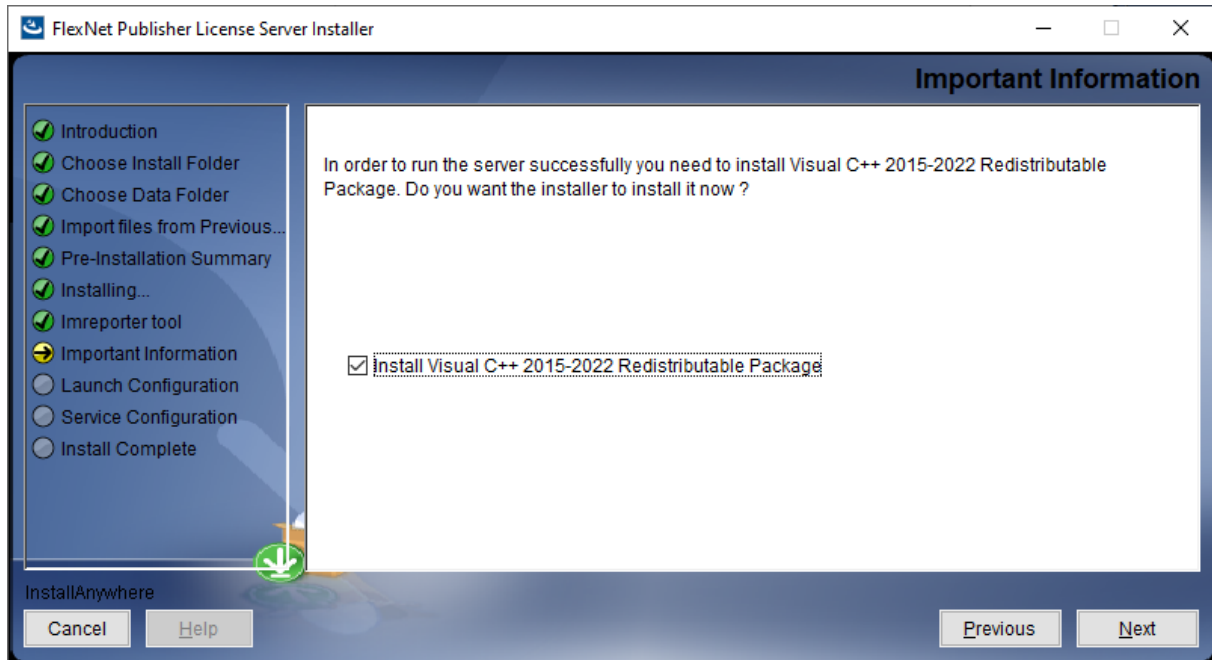 FlexNet Publisher License Server Installer
Important Information
Introduction
Choose Install Folder
Choose Data Folder
Import files from Previous...
Pre-Installation Summary
Installing...
lmreporter tool
Important Information
Launch Configuration
Service Configuration
Install Complete
In order to run the server successfully you need to install Visual C++ 2015-2022 Redistributable
Package. Do you want the installer to install it now ?
Install Visual C++ 2015-2022 Redistributable Package
InstallAnywhere
Cancel
Help
Previous
Next